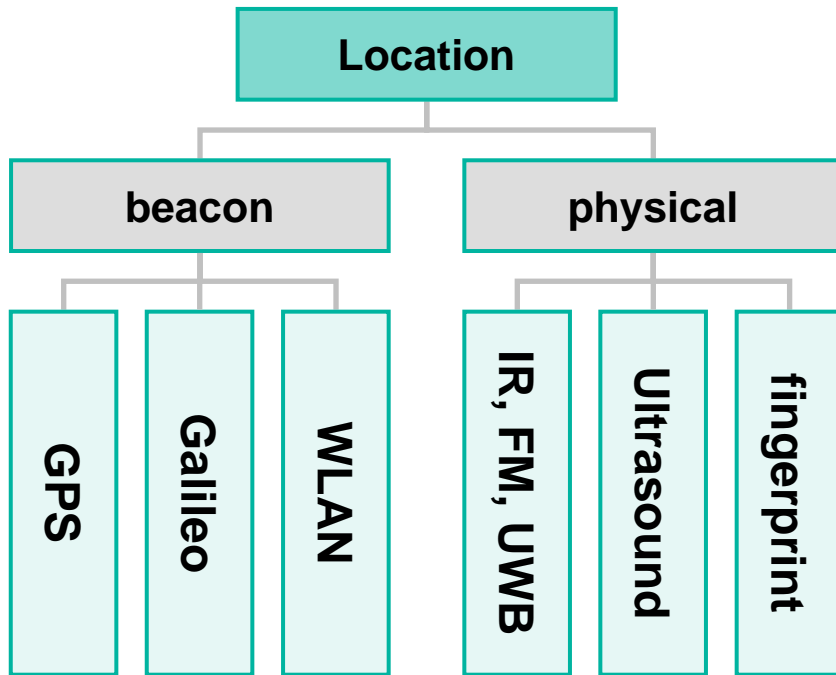 Location
beacon
physical
GPS
Galileo
WLAN
IR, FM, UWB
Ultrasound
fingerprint